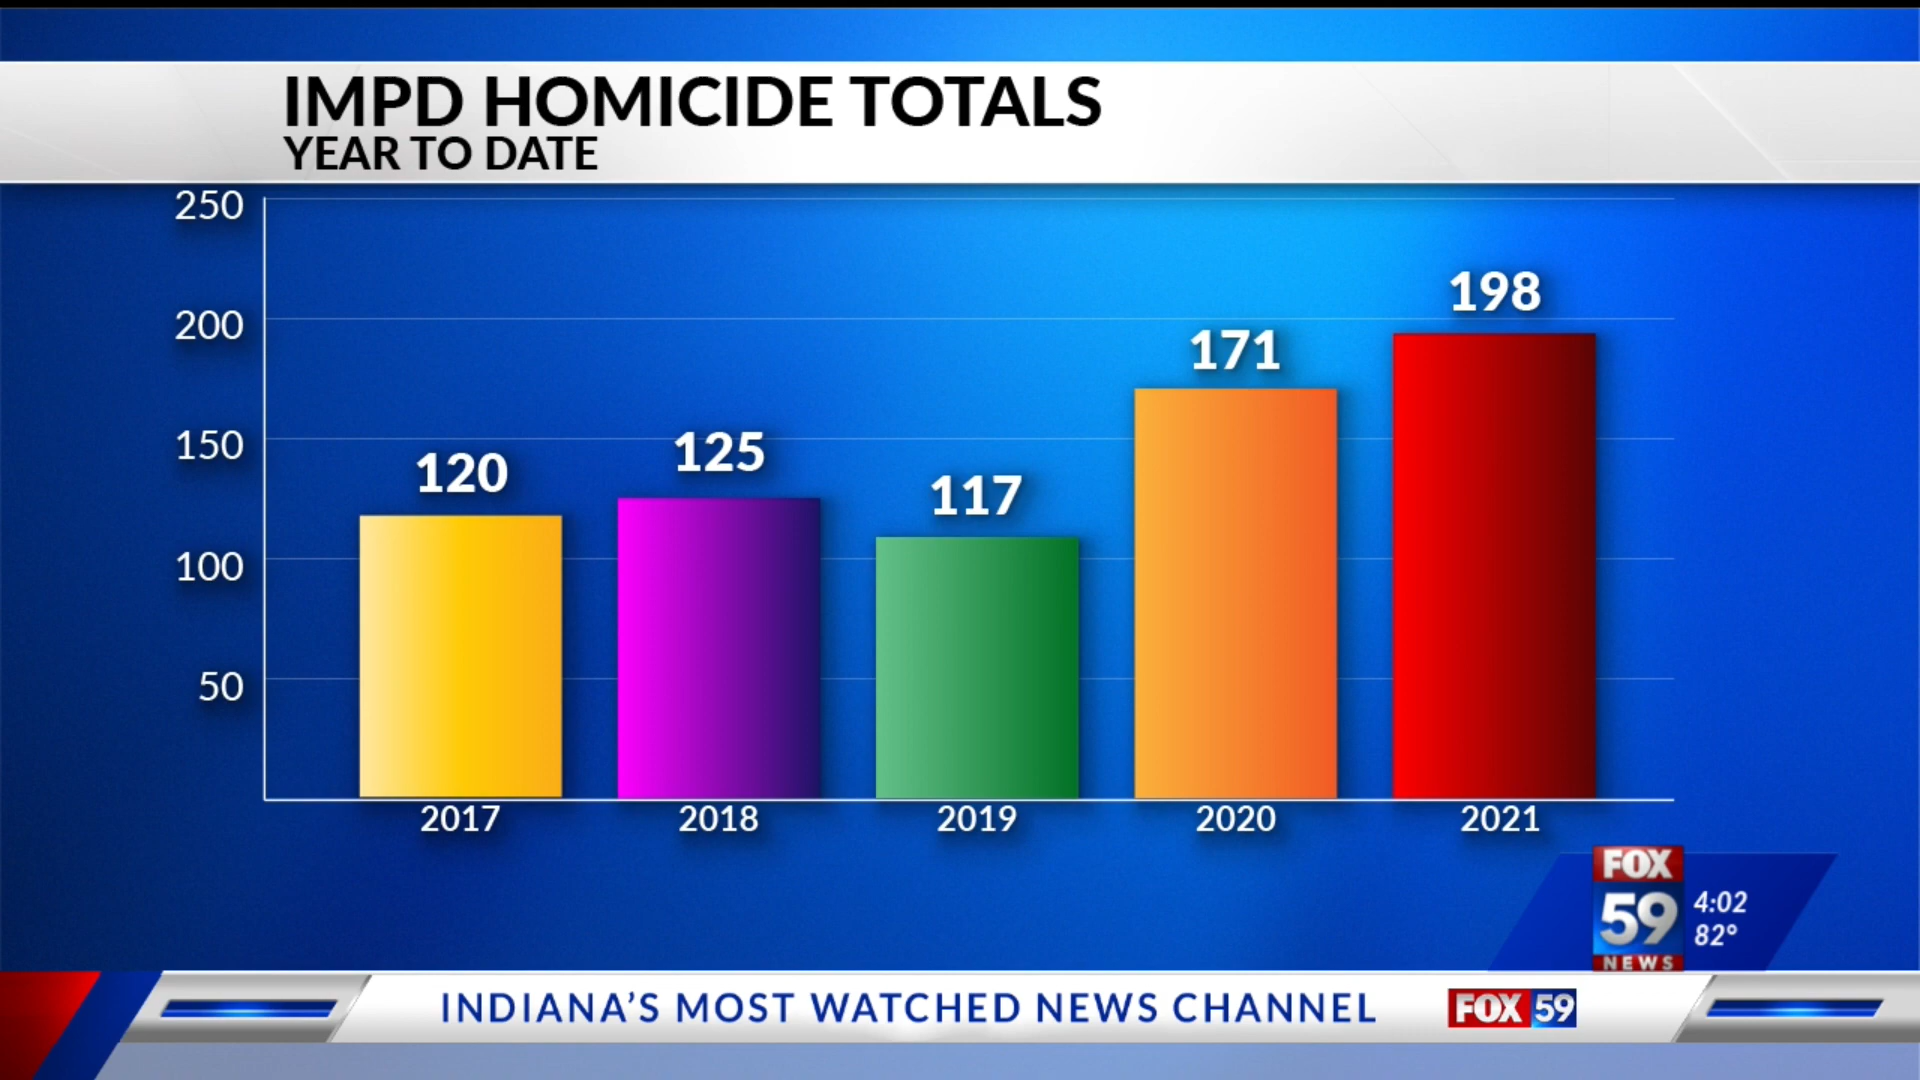 IMPD HOMICIDE TOTALS
YEAR TO DATE
250
200
150
100
50
120
125
117
171
198
2017 2018 2019 2020 2021
FOX
59
NEWS
4:02
82°
INDIANA'S MOST WATCHED NEWS CHANNEL FOX 59